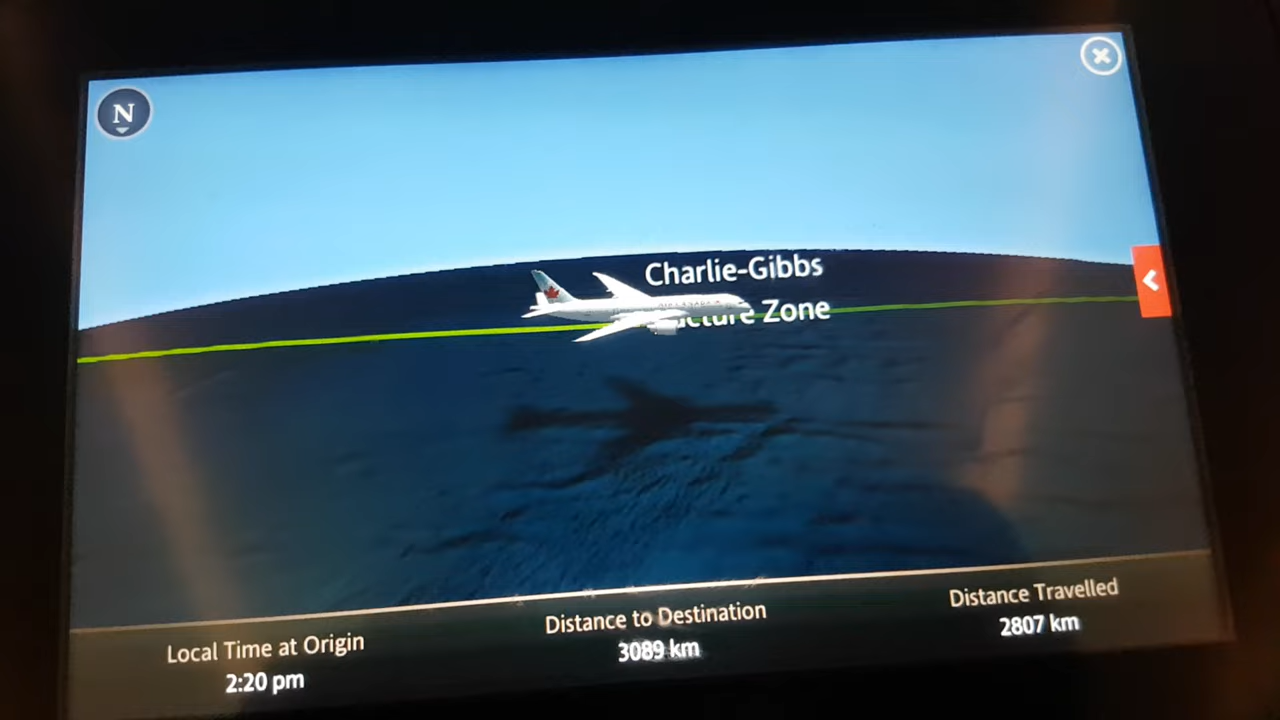 N
Charlie-Gibbs
Zone
Local Time at Origin
2:20 pm
Distance to Destination
3089 km
Distance Travelled
2807 km